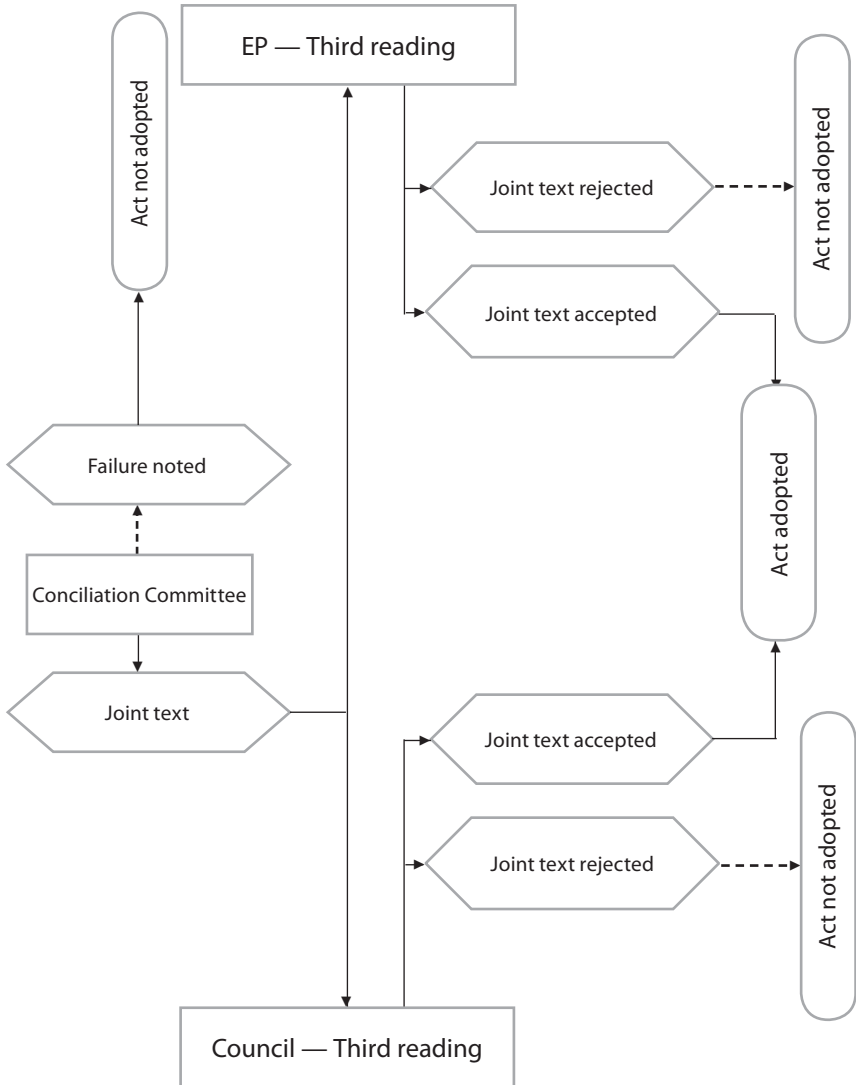 EP — Third reading
Act not adopted
Act not adopted
Joint text rejected
Joint text accepted
Failure noted
Act adopted
Conciliation Committee
Joint text
Joint text accepted
Act not adopted
Joint text rejected
Council — Third reading